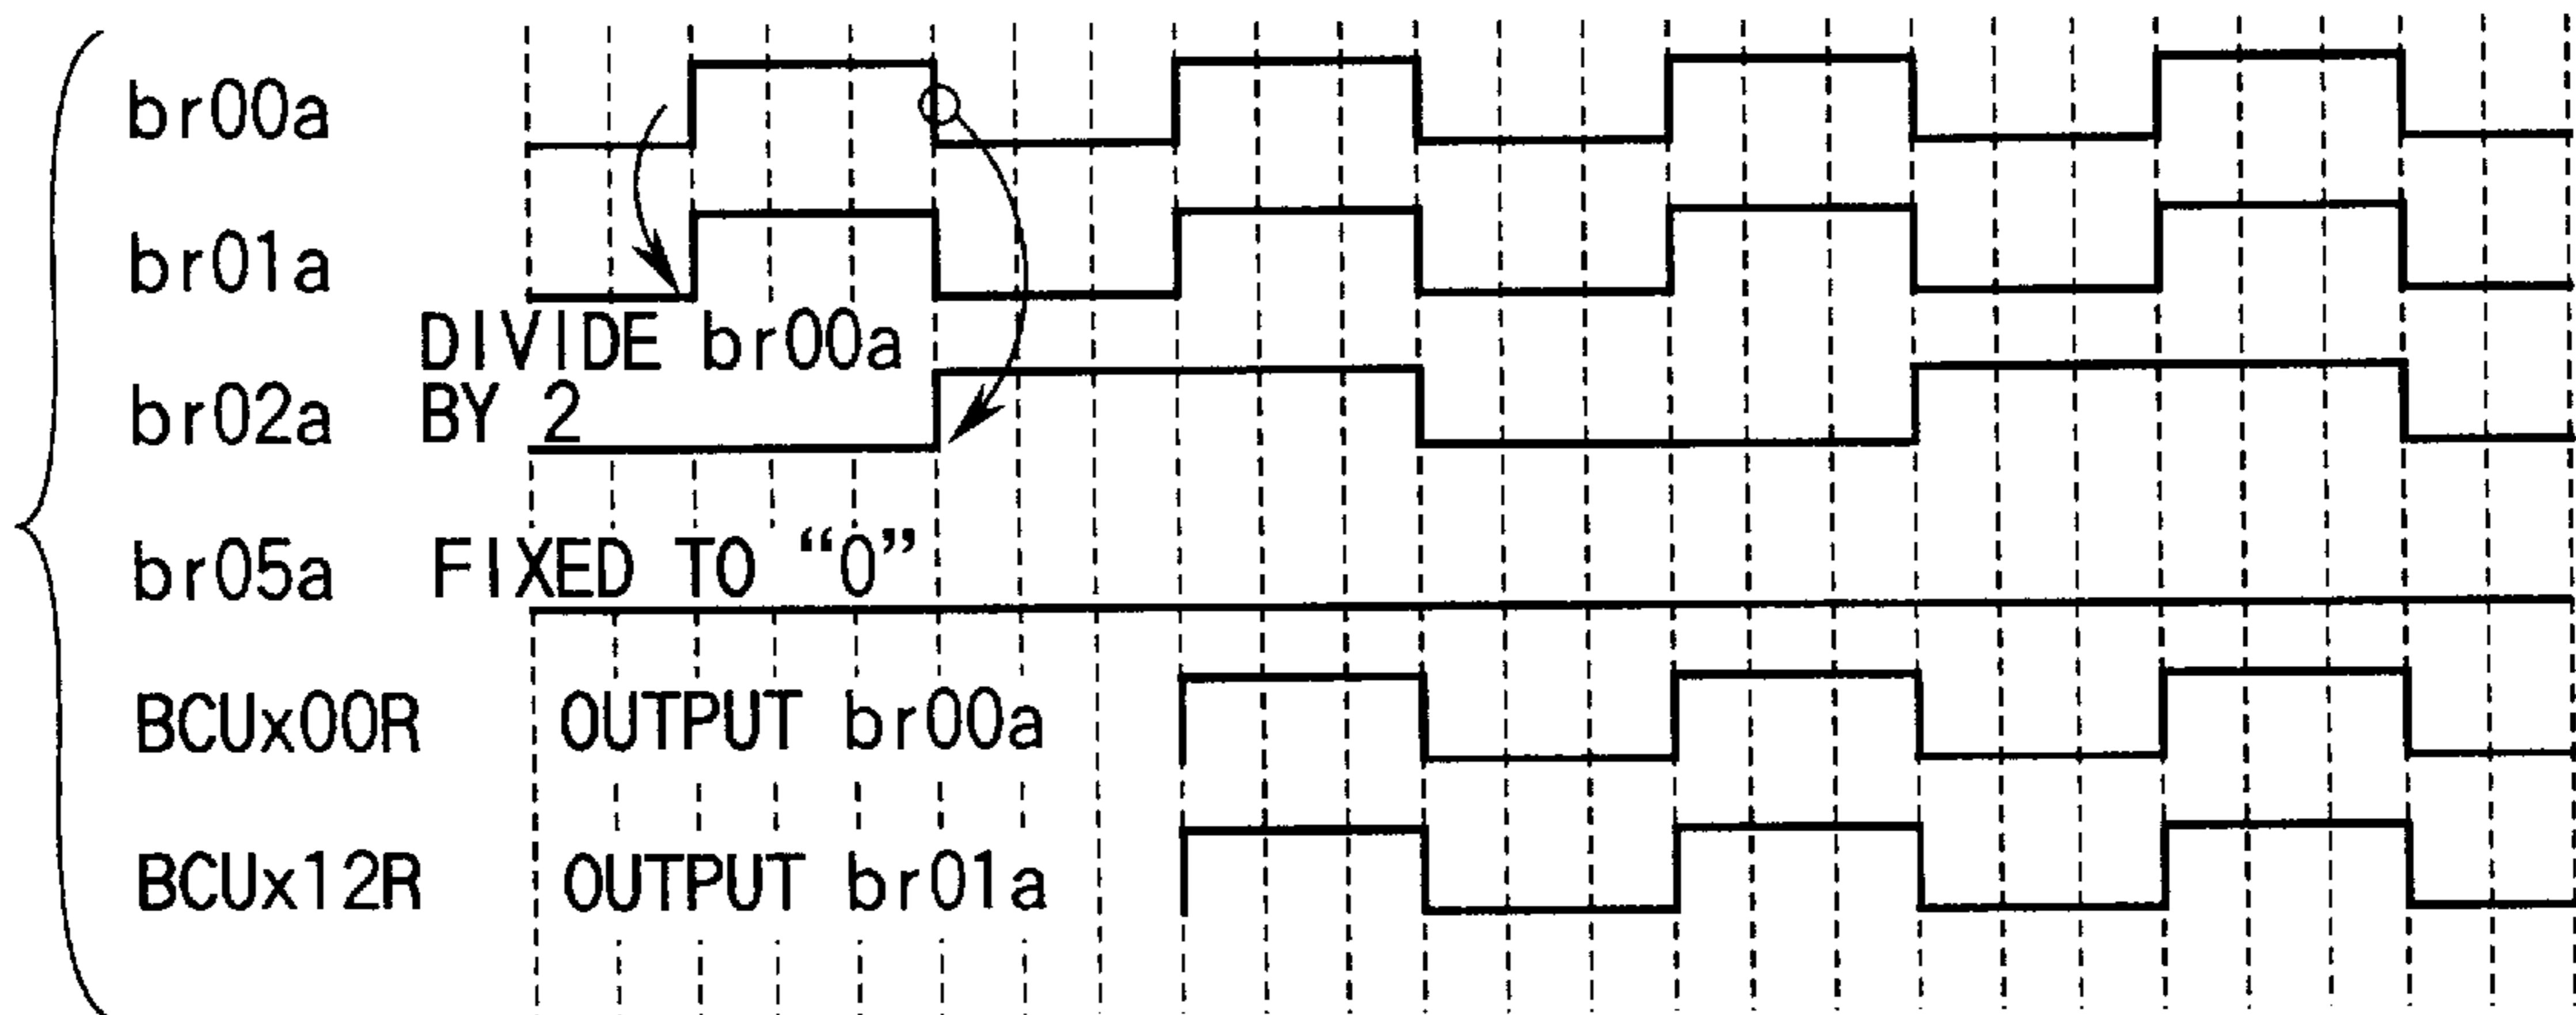 br00a
br01a
DIVIDE br00a
br02a BY 2
br05a FIXED TO “0”
BCUx00R OUTPUT br00a
BCUx12R OUTPUT br01a